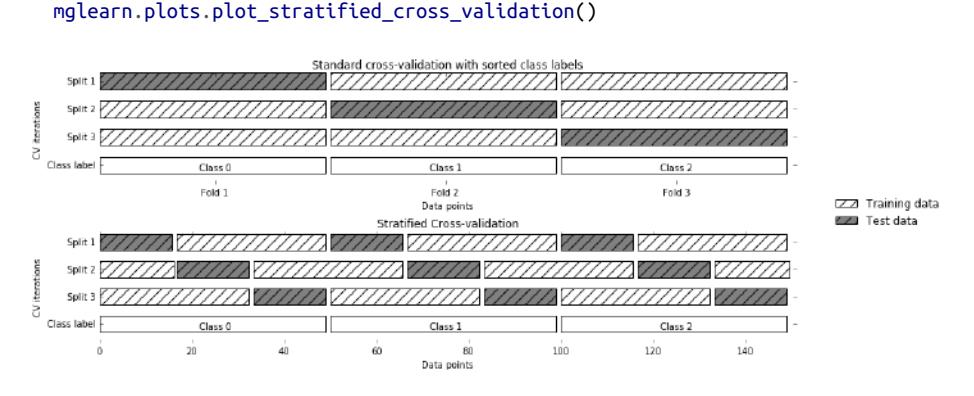 mglearn.plots.plot_stratified_cross_validation()
Standard cross-validation with sorted class labels
CV iterations
Split 1
Split 2
Split 3
Class label
Class 0
Class 1
Class 2
Fold 1
Fold 2
Fold 3
Data points
Training data
Test data
Stratified Cross-validation
CV iterations
Split 1
Split 2
Split 3
Class label
Class 0
Class 1
Class 2
0
20
40
60
80
100
120
140
Data points